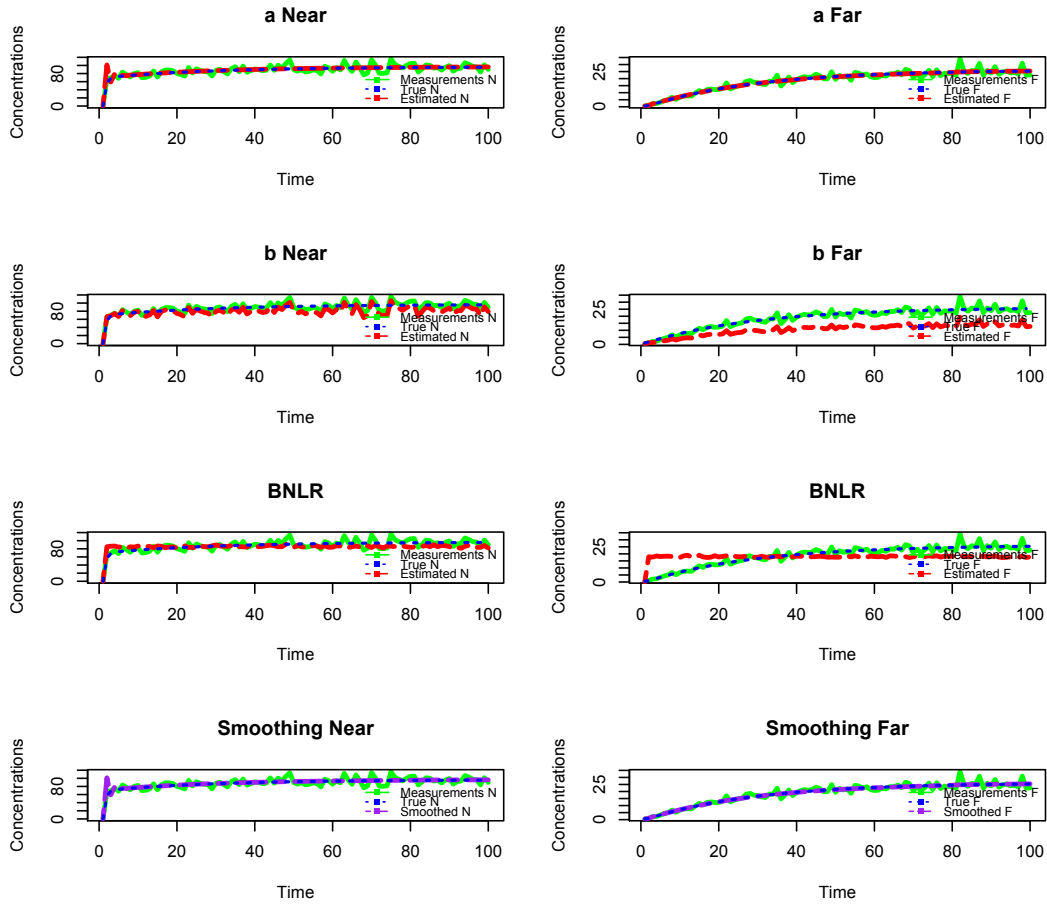 a Near
Concentrations
0 80
Measurements N
True N
Estimated N
0 20 40 60 80 100
Time
a Far
Concentrations
0 25
Measurements F
True F
Estimated F
0 20 40 60 80 100
Time
b Near
Concentrations
0 80
Measurements N
True N
Estimated N
0 20 40 60 80 100
Time
b Far
Concentrations
0 25
Measurements F
True F
Estimated F
0 20 40 60 80 100
Time
BNLR
Concentrations
0 80
Measurements N
True N
Estimated N
0 20 40 60 80 100
Time
BNLR
Concentrations
0 25
Measurements F
True F
Estimated F
0 20 40 60 80 100
Time
Smoothing Near
Concentrations
0 80
Measurements N
True N
Smoothed N
0 20 40 60 80 100
Time
Smoothing Far
Concentrations
0 25
Measurements F
True F
Smoothed F
0 20 40 60 80 100
Time